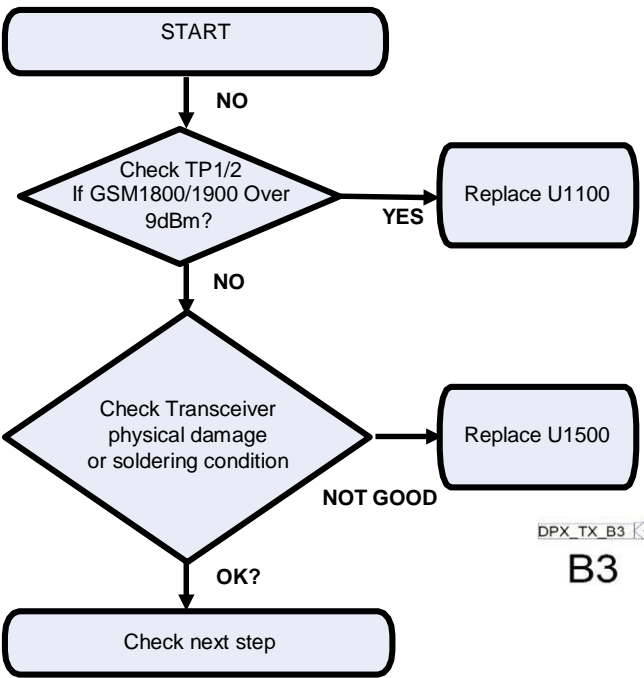 START
NO
Check TP1/2
If GSM1800/1900 Over
9dBm?
YES
Replace U1100
NO
Check Transceiver
physical damage
or soldering condition
NOT GOOD
Replace U1500
DPX_TX_B3
B3
OK?
Check next step